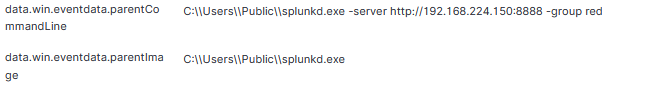 data.win.eventdata.parentCo
mmandLine
C:\\Users\\Public\\splunkd.exe -server http://192.168.224.150:8888 -group red
data.win.eventdata.parentIma
ge
C:\\Users\\Public\\splunkd.exe